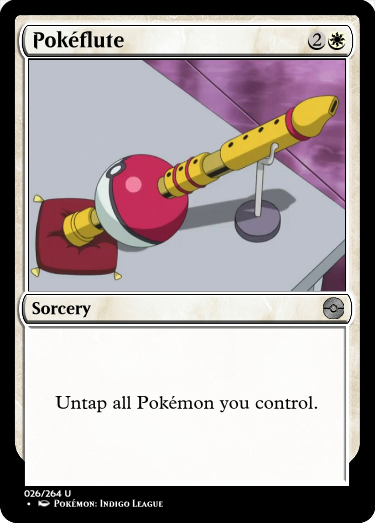 Pokéflute 2
Sorcery
Untap all Pokémon you control.
026/264 U
• Pokémon: Indigo League